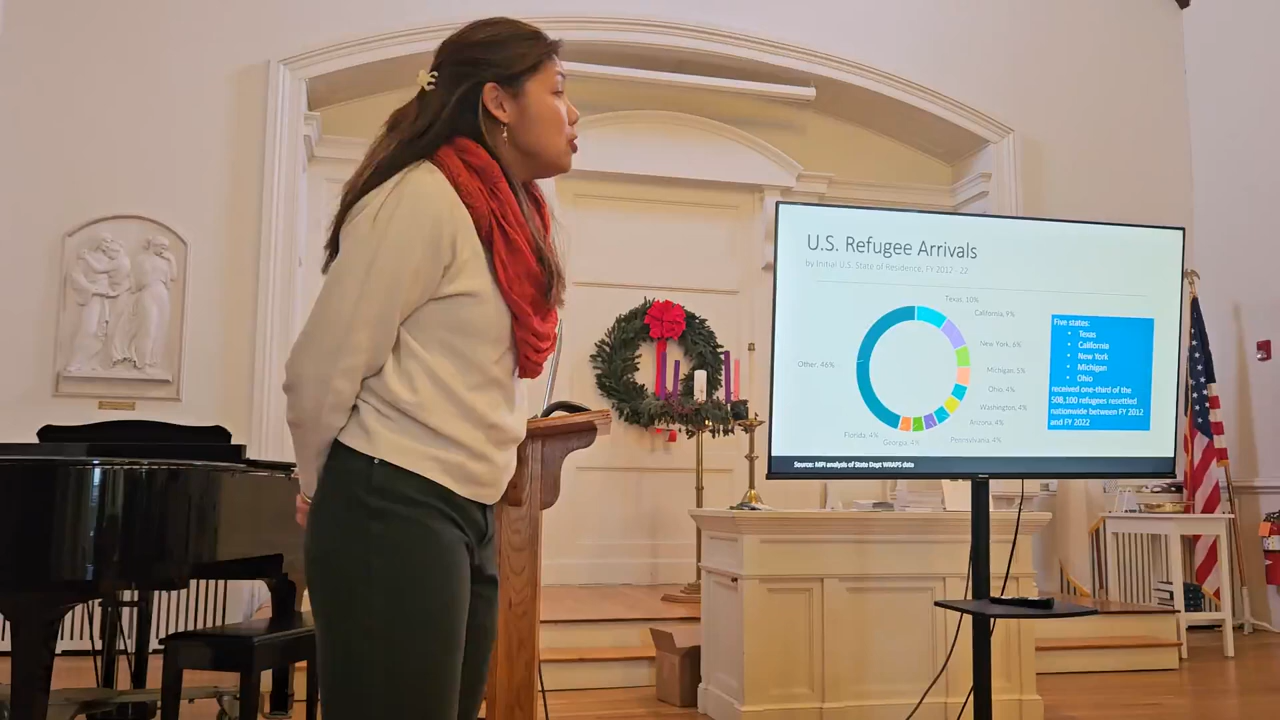 U.S. Refugee Arrivals
by Initial U.S. State of Residence, FY 2012 - 22
Texas, 10%
California, 9%
New York, 6%
Michigan, 5%
Ohio, 4%
Washington, 4%
Arizona, 4%
Pennsylvania, 4%
Georgia, 4%
Florida, 4%
Other, 46%
Five states:
• Texas
• California
• New York
• Michigan
• Ohio
received one-third of the
508,100 refugees resettled
nationwide between FY 2012
and FY 2022
Source: MPI analysis of State Dept WRAPS data